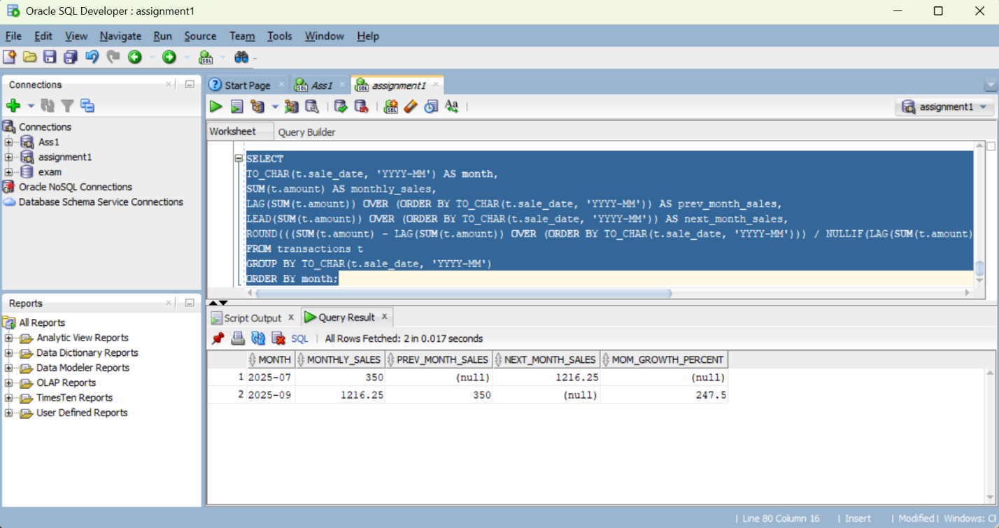 Oracle SQL Developer : assignment1
File Edit View Navigate Run Source Team Tools Window Help
Connections
Connections
Ass1
assignment1
exam
Oracle NoSQL Connections
Database Schema Service Connections
Reports
All Reports
Analytic View Reports
Data Dictionary Reports
Data Modeler Reports
OLAP Reports
TimesTen Reports
User Defined Reports
Start Page Ass1 assignment1
assignment1
Worksheet Query Builder
SELECT
TO_CHAR(t.sale_date, 'YYYY-MM') AS month,
SUM(t.amount) AS monthly_sales,
LAG(SUM(t.amount)) OVER (ORDER BY TO_CHAR(t.sale_date, 'YYYY-MM')) AS prev_month_sales,
LEAD(SUM(t.amount)) OVER (ORDER BY TO_CHAR(t.sale_date, 'YYYY-MM')) AS next_month_sales,
ROUND(((SUM(t.amount) - LAG(SUM(t.amount)) OVER (ORDER BY TO_CHAR(t.sale_date, 'YYYY-MM'))) / NULLIF(LAG(SUM(t.amount)
FROM transactions t
GROUP BY TO_CHAR(t.sale_date, 'YYYY-MM')
ORDER BY month;
Script Output Query Result
SQL All Rows Fetched: 2 in 0.017 seconds
MONTH MONTHLY_SALES PREV_MONTH_SALES NEXT_MONTH_SALES MOM_GROWTH_PERCENT
1 2025-07 350 (null) 1216.25 (null)
2 2025-09 1216.25 350 (null) 247.5
Line 80 Column 16 | Insert | Modified | Windows: